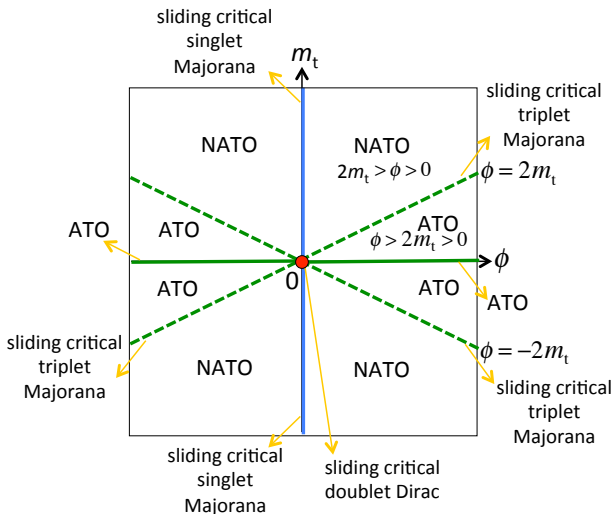 sliding critical
singlet
Majorana
m_t
sliding critical
triplet
Majorana
NATO
NATO
2m_t > ϕ > 0
ϕ = 2m_t
ATO
ATO
ATO
ϕ > 2m_t > 0
0
ϕ
ATO
ATO
ATO
sliding critical
triplet
Majorana
ϕ = −2m_t
NATO
NATO
sliding critical
triplet
Majorana
sliding critical
singlet
Majorana
sliding critical
doublet Dirac